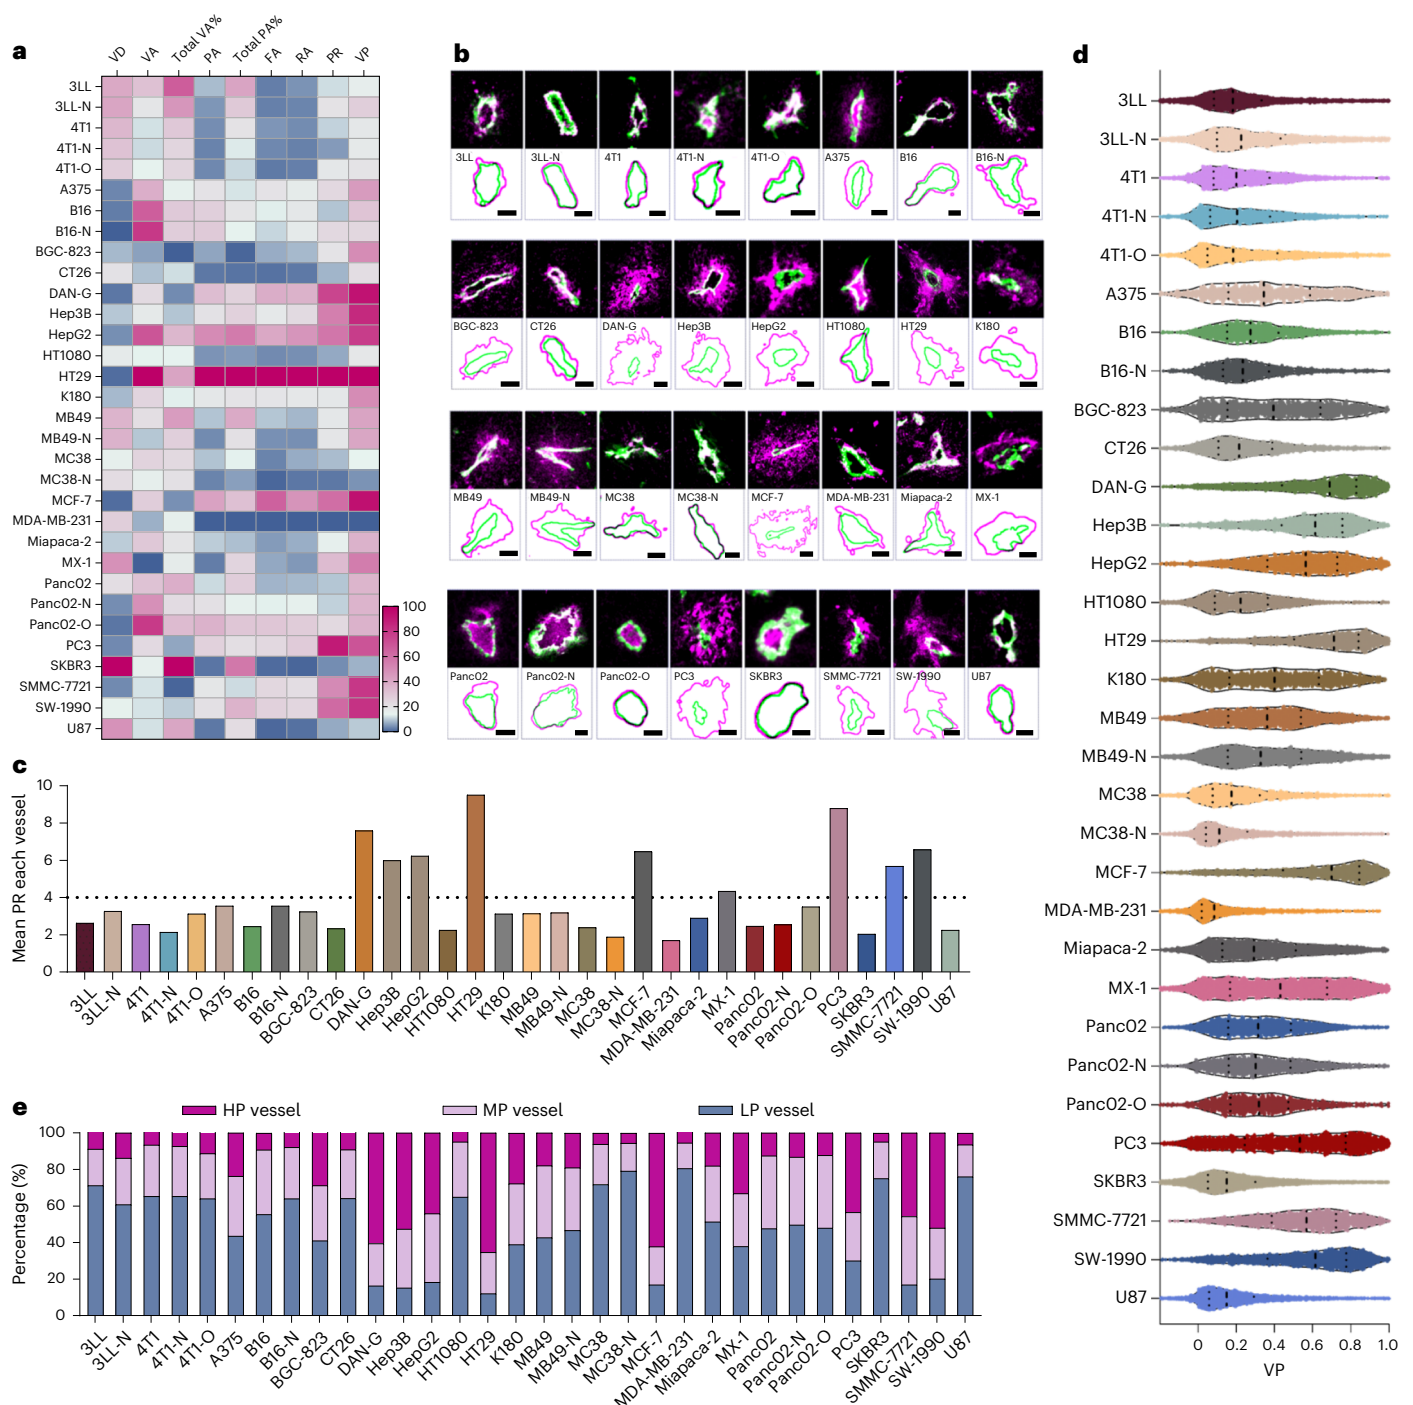 a
VD VA Total VA% PA Total PA% FA RA PR VP
3LL
3LL-N
4T1
4T1-N
4T1-O
A375
B16
B16-N
BGC-823
CT26
DAN-G
Hep3B
HepG2
HT1080
HT29
K180
MB49
MB49-N
MC38
MC38-N
MCF-7
MDA-MB-231
Miapaca-2
MX-1
Panc02
Panc02-N
Panc02-O
PC3
SKBR3
SMMC-7721
SW-1990
U87
100
80
60
40
20
0
b
3LL 3LL-N 4T1 4T1-N 4T1-O A375 B16 B16-N
BGC-823 CT26 DAN-G Hep3B HepG2 HT1080 HT29 K180
MB49 MB49-N MC38 MC38-N MCF-7 MDA-MB-231 Miapaca-2 MX-1
Panc02 Panc02-N Panc02-O PC3 SKBR3 SMMC-7721 SW-1990 U87
c
Mean PR each vessel
10
8
6
4
2
0
3LL 3LL-N 4T1 4T1-N 4T1-O A375 B16 B16-N BGC-823 CT26 DAN-G Hep3B HepG2 HT1080 HT29 K180 MB49 MB49-N MC38 MC38-N MCF-7 MDA-MB-231 Miapaca-2 MX-1 Panc02 Panc02-N Panc02-O PC3 SKBR3 SMMC-7721 SW-1990 U87
d
3LL
3LL-N
4T1
4T1-N
4T1-O
A375
B16
B16-N
BGC-823
CT26
DAN-G
Hep3B
HepG2
HT1080
HT29
K180
MB49
MB49-N
MC38
MC38-N
MCF-7
MDA-MB-231
Miapaca-2
MX-1
Panc02
Panc02-N
Panc02-O
PC3
SKBR3
SMMC-7721
SW-1990
U87
0 0.2 0.4 0.6 0.8 1.0
VP
e
HP vessel MP vessel LP vessel
Percentage (%)
100
80
60
40
20
0
3LL 3LL-N 4T1 4T1-N 4T1-O A375 B16 B16-N BGC-823 CT26 DAN-G Hep3B HepG2 HT1080 HT29 K180 MB49 MB49-N MC38 MC38-N MCF-7 MDA-MB-231 Miapaca-2 MX-1 Panc02 Panc02-N Panc02-O PC3 SKBR3 SMMC-7721 SW-1990 U87